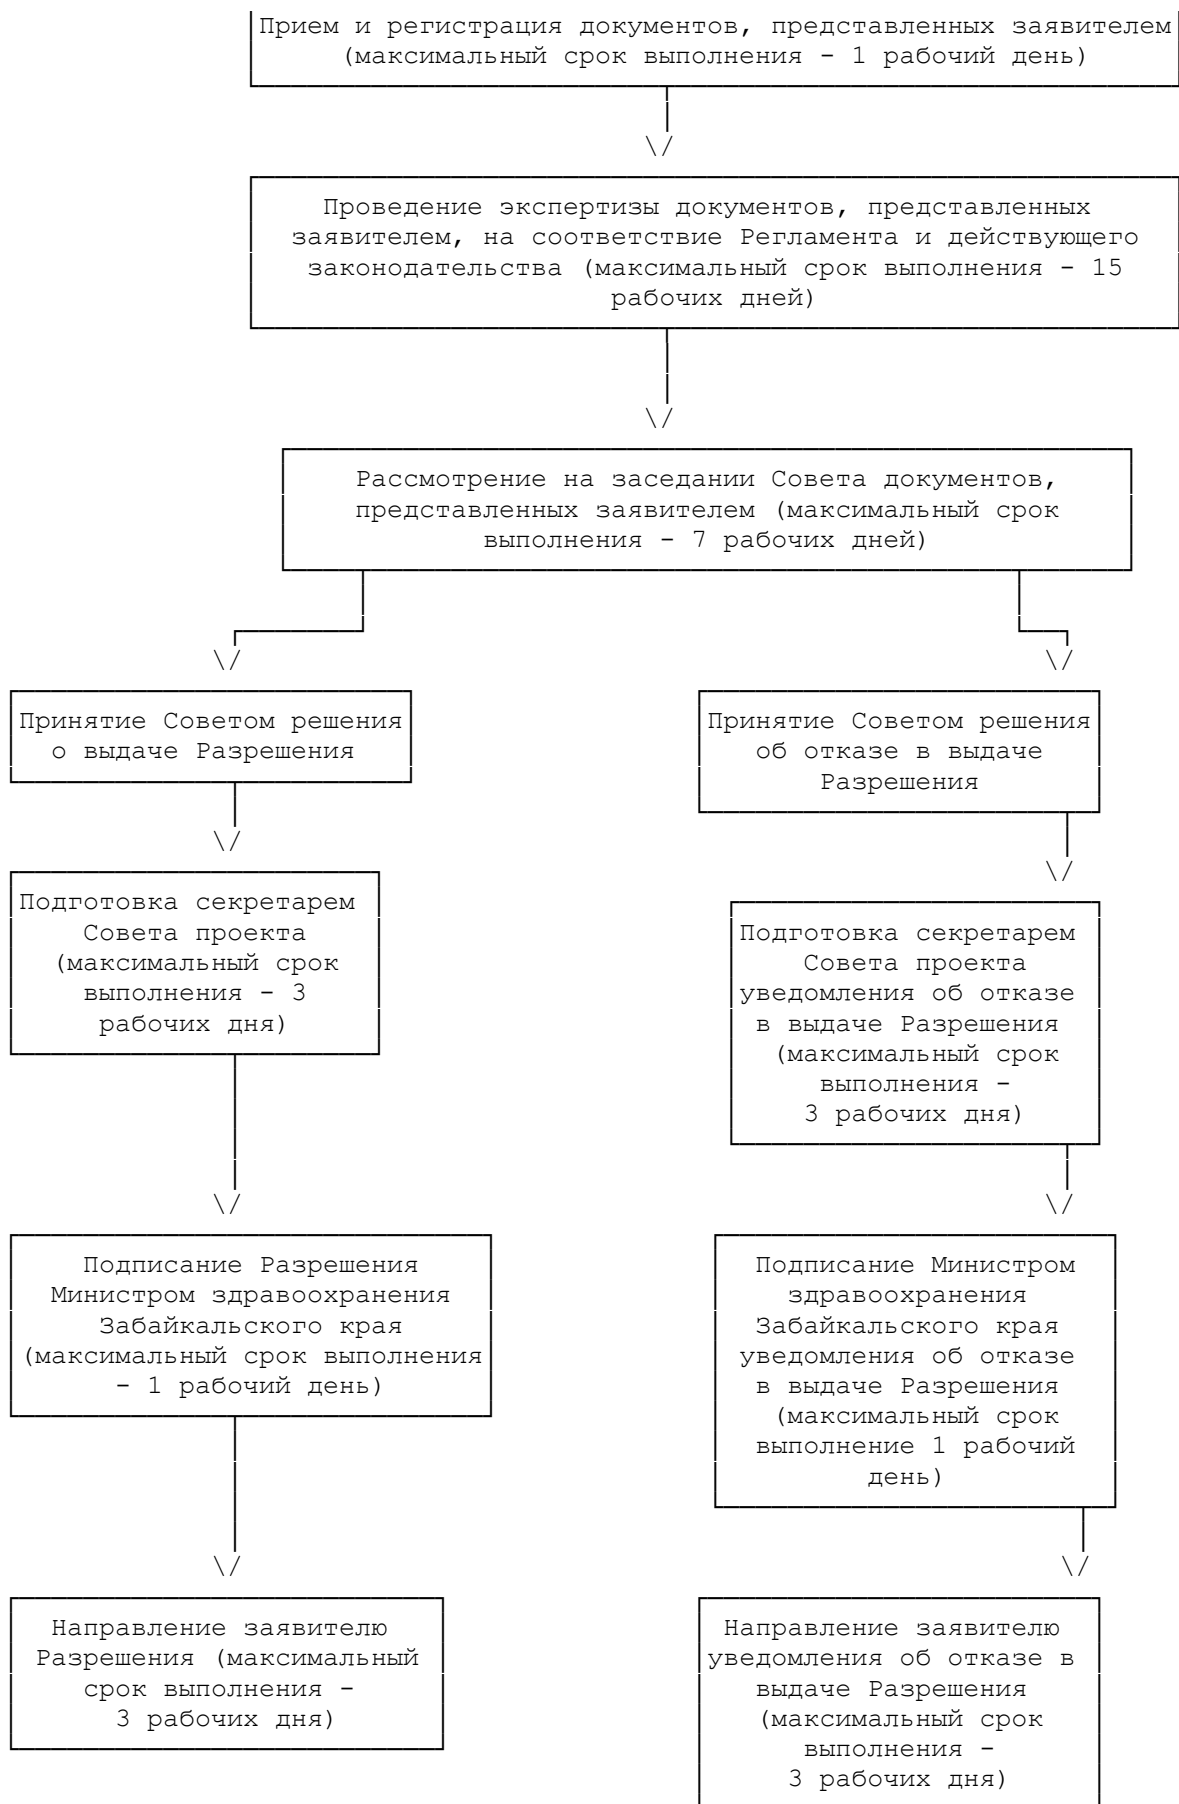 Прием и регистрация документов, представленных заявителем
(максимальный срок выполнения - 1 рабочий день)
\/
Проведение экспертизы документов, представленных
заявителем, на соответствие Регламента и действующего
законодательства (максимальный срок выполнения - 15
рабочих дней)
\/
Рассмотрение на заседании Совета документов,
представленных заявителем (максимальный срок
выполнения - 7 рабочих дней)
\/
\/
Принятие Советом решения
о выдаче Разрешения
\/
Подготовка секретарем
Совета проекта
(максимальный срок
выполнения - 3
рабочих дня)
\/
Подписание Разрешения
Министром здравоохранения
Забайкальского края
(максимальный срок выполнения
- 1 рабочий день)
\/
Направление заявителю
Разрешения (максимальный
срок выполнения -
3 рабочих дня)
Принятие Советом решения
об отказе в выдаче
Разрешения
\/
Подготовка секретарем
Совета проекта
уведомления об отказе
в выдаче Разрешения
(максимальный срок
выполнения -
3 рабочих дня)
\/
Подписание Министром
здравоохранения
Забайкальского края
уведомления об отказе
в выдаче Разрешения
(максимальный срок
выполнение 1 рабочий
день)
\/
Направление заявителю
уведомления об отказе в
выдаче Разрешения
(максимальный срок
выполнения -
3 рабочих дня)